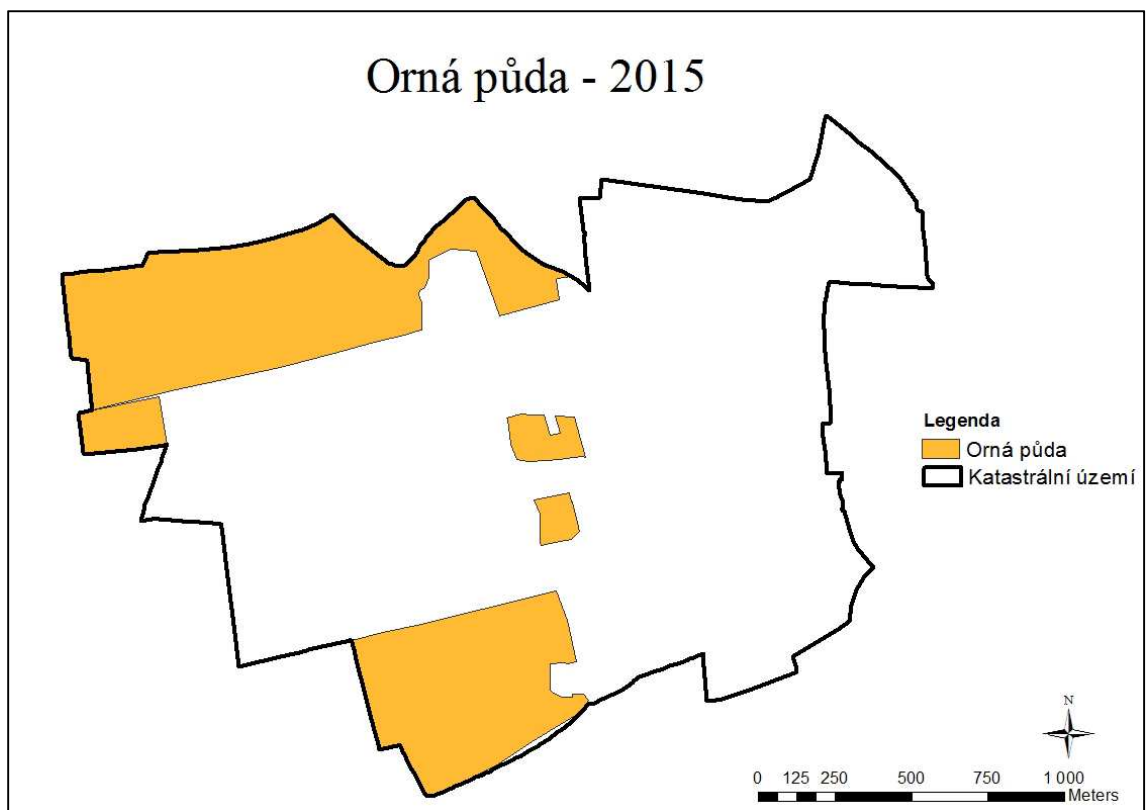 Orná půda - 2015
Legenda
Orná půda
Katastrální území
N
0 125 250 500 750 1 000
Meters